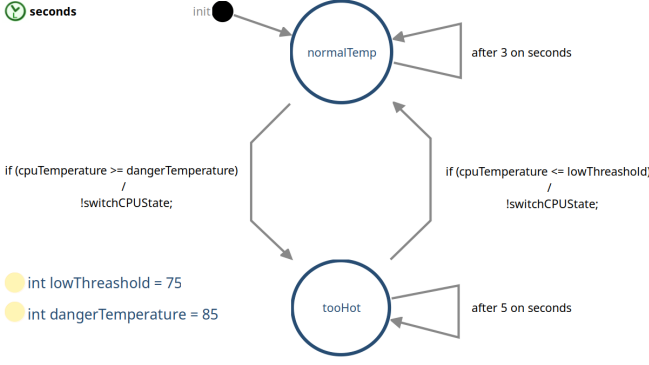 seconds
init
normalTemp
after 3 on seconds
if (cpuTemperature >= dangerTemperature)
/
!switchCPUState;
if (cpuTemperature <= lowThreashold)
/
!switchCPUState;
int lowThreashold = 75
int dangerTemperature = 85
tooHot
after 5 on seconds